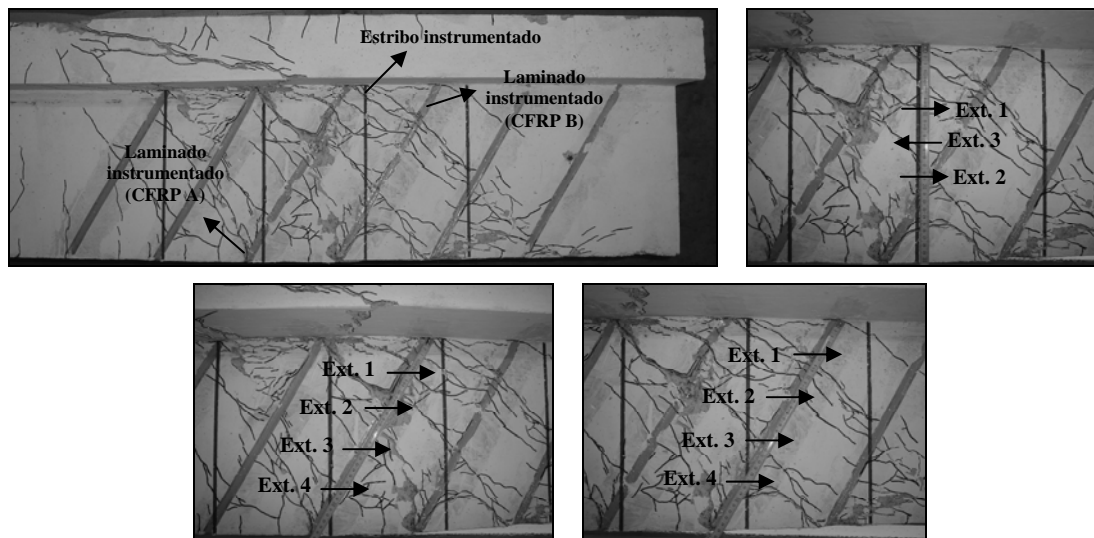 Estribo instrumentado
Laminado
instrumentado
(CFRP B)
Laminado
instrumentado
(CFRP A)
Ext. 1
Ext. 3
Ext. 2
Ext. 1
Ext. 2
Ext. 3
Ext. 4
Ext. 1
Ext. 2
Ext. 3
Ext. 4